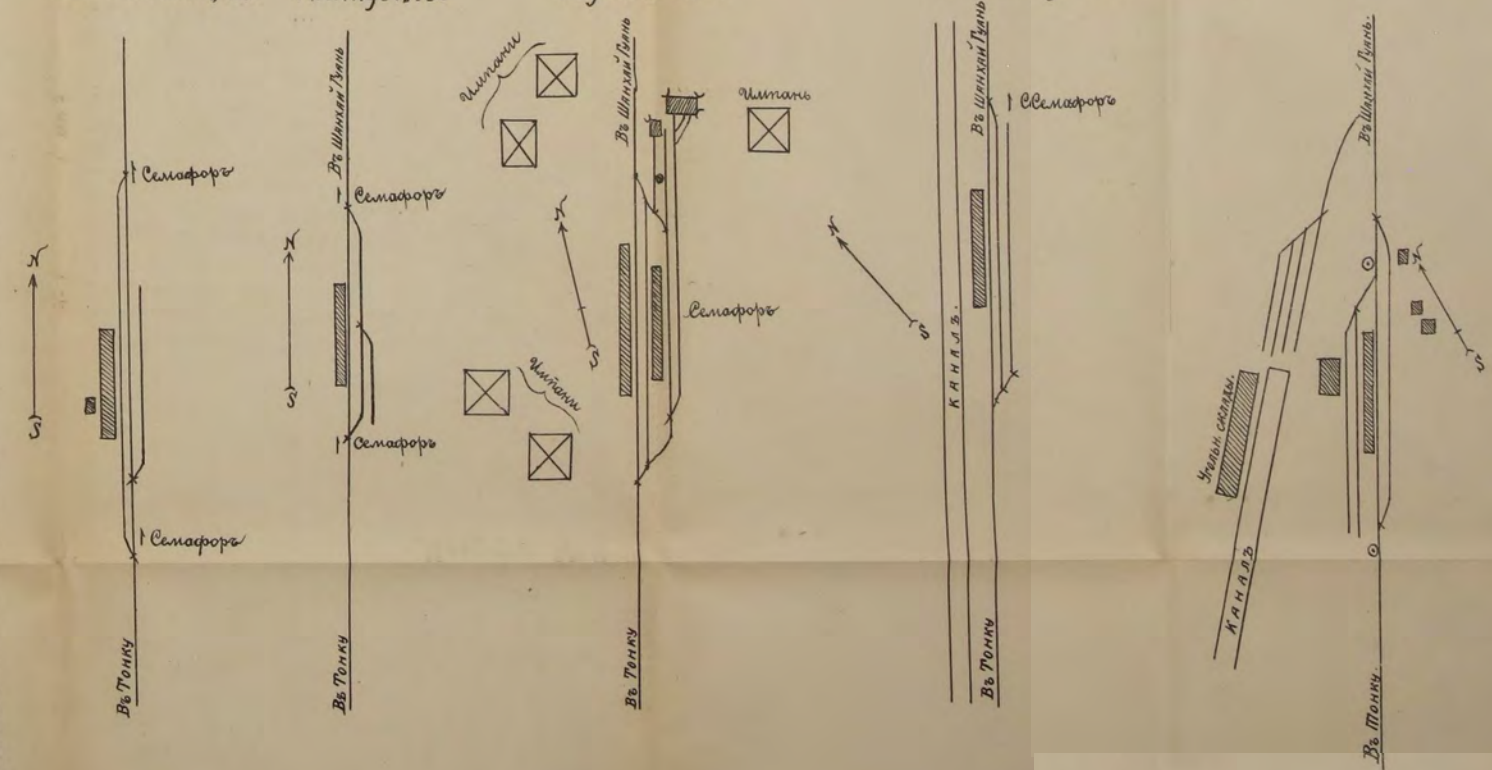 Семафоръ
N
S
Семафоръ
Въ Тонку
Въ Шанхай Гуань
Семафоръ
N
S
Семафоръ
Въ Тонку
Импани
Въ Шанхай Гуань
Импань
N
S
Семафоръ
Импани
Въ Тонку
Въ Шанхай Гуань
ССемафоръ
N
S
КАНАЛЪ.
Въ Тонку
Въ Шанхай Гуань.
N
S
Угольн. склады.
КАНАЛЪ
Въ Тонку.